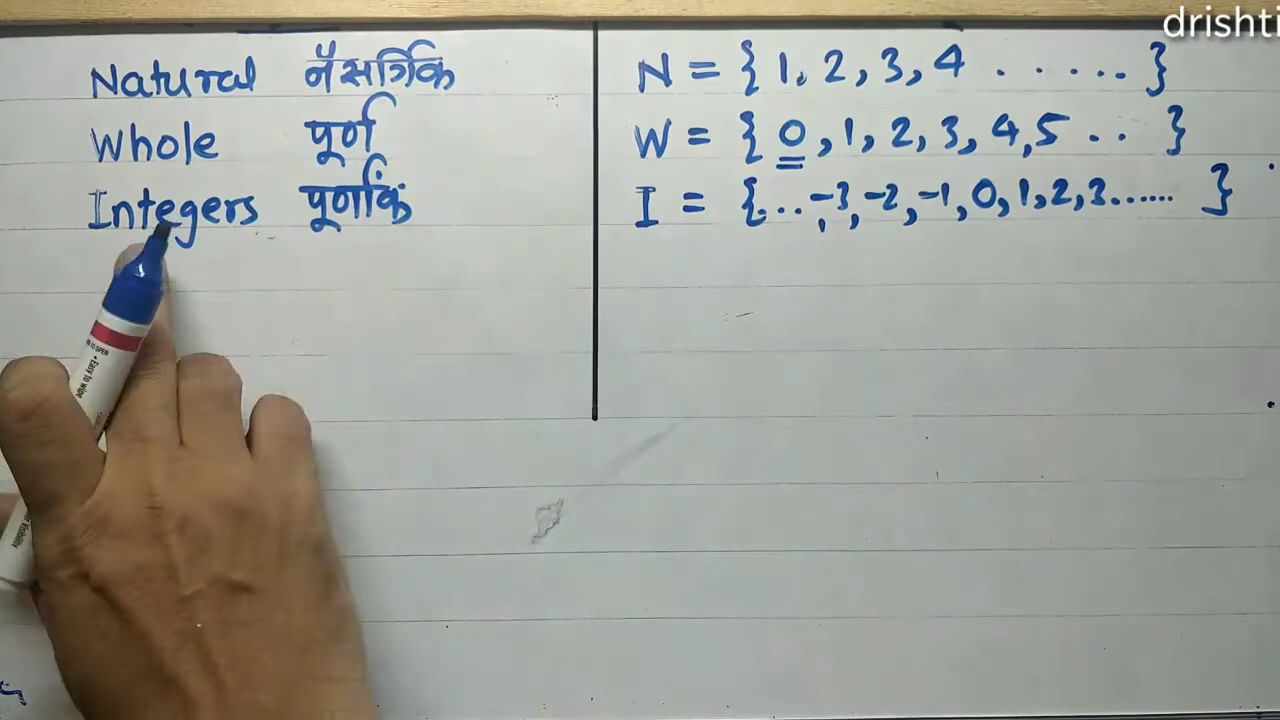 drishti
Natural नैसर्गिक
Whole पूर्ण
Integers पूर्णांक
N = { 1, 2, 3, 4 . . . . . . }
W = { 0, 1, 2, 3, 4, 5 . . }
I = {... -3, -2, -1, 0, 1, 2, 3...... }